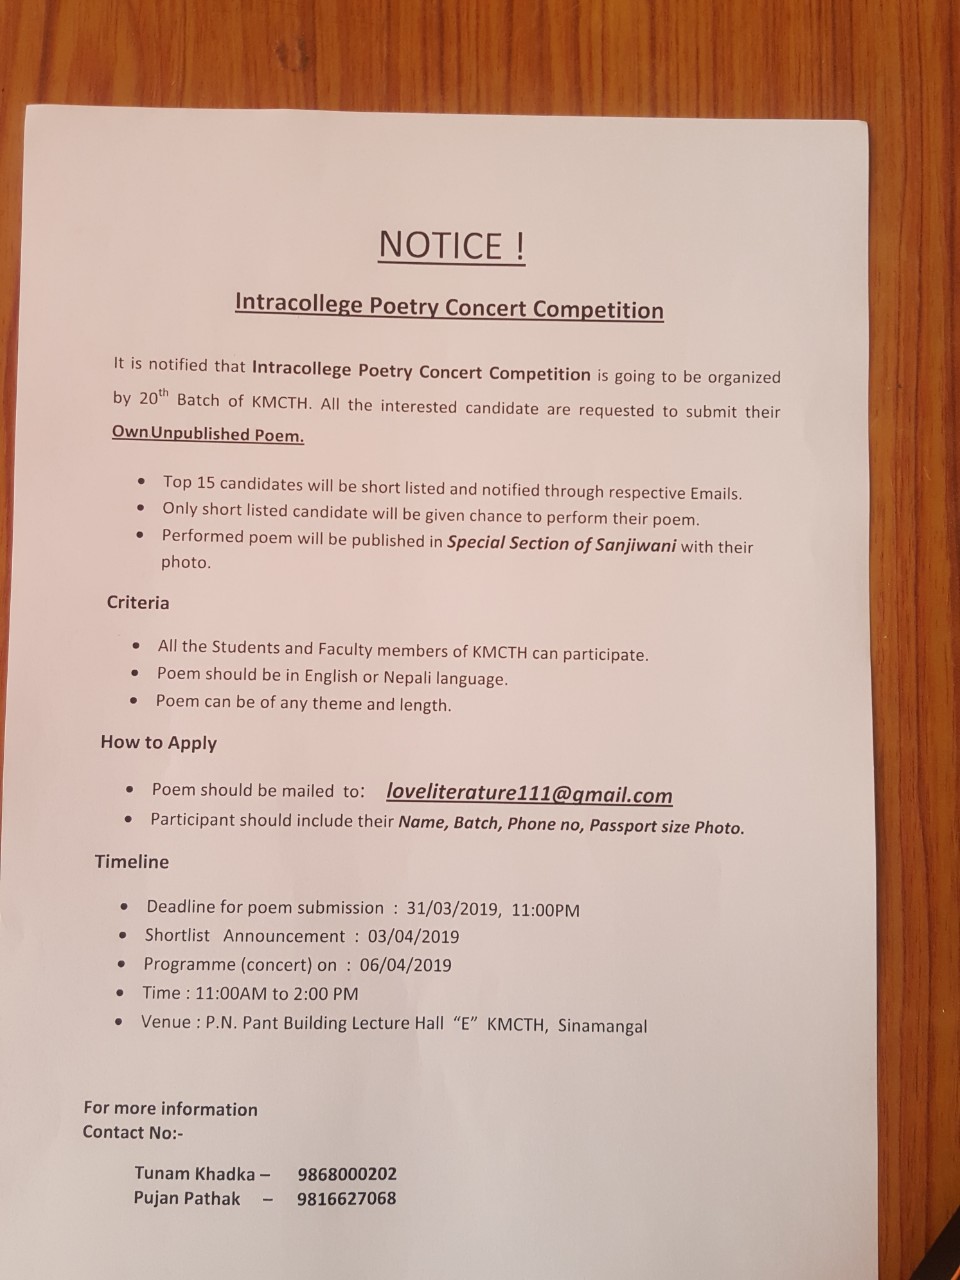 NOTICE !
Intracollege Poetry Concert Competition
It is notified that Intracollege Poetry Concert Competition is going to be organized
by 20th Batch of KMCTH. All the interested candidate are requested to submit their
Own Unpublished Poem.
• Top 15 candidates will be short listed and notified through respective Emails.
• Only short listed candidate will be given chance to perform their poem.
• Performed poem will be published in Special Section of Sanjiwani with their
photo.
Criteria
• All the Students and Faculty members of KMCTH can participate.
• Poem should be in English or Nepali language.
• Poem can be of any theme and length.
How to Apply
• Poem should be mailed to: loveliterature111@gmail.com
• Participant should include their Name, Batch, Phone no, Passport size Photo.
Timeline
• Deadline for poem submission : 31/03/2019, 11:00PM
• Shortlist Announcement : 03/04/2019
• Programme (concert) on : 06/04/2019
• Time : 11:00AM to 2:00 PM
• Venue : P.N. Pant Building Lecture Hall “E” KMCTH, Sinamangal
For more information
Contact No:-
Tunam Khadka – 9868000202
Pujan Pathak – 9816627068